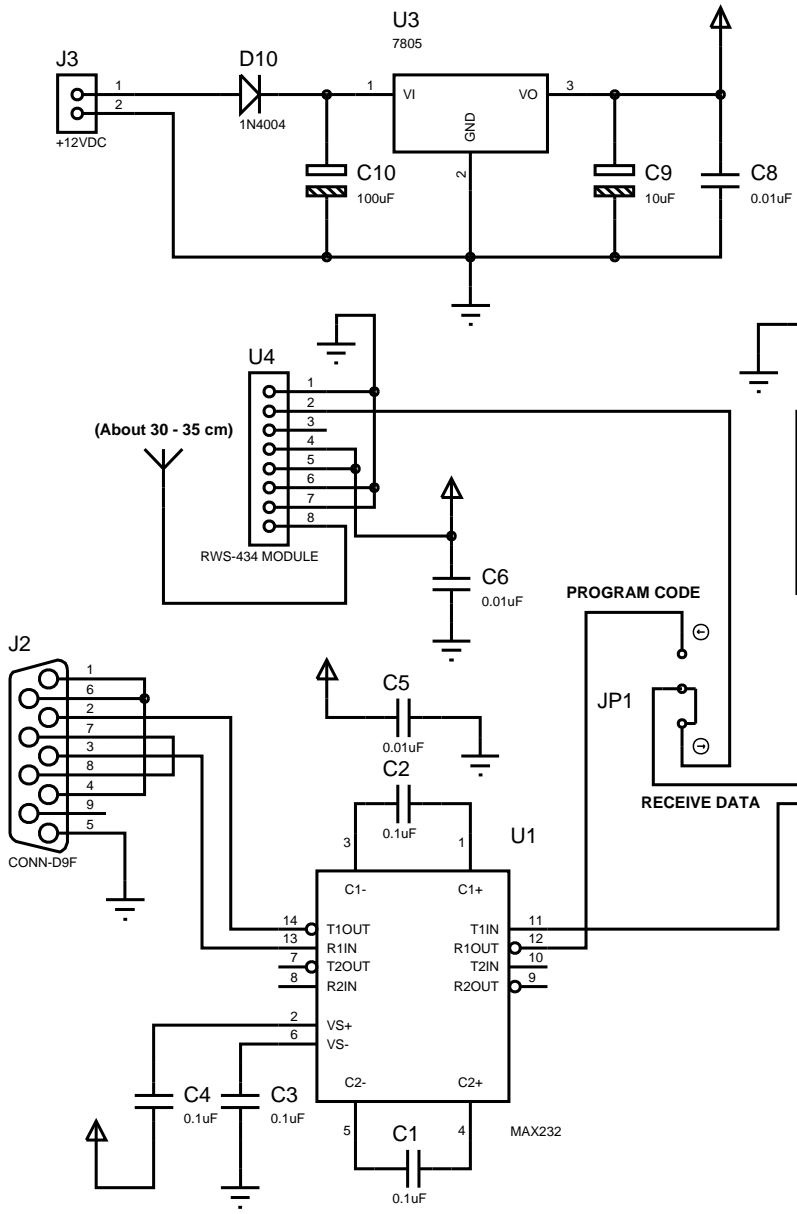 U3
7805
J3
1
2
+12VDC
D10
1N4004
1
VI
VO
3
GND
2
C10
100uF
C9
10uF
C8
0.01uF
U4
1
2
3
4
5
6
7
8
RWS-434 MODULE
(About 30 - 35 cm)
C6
0.01uF
PROGRAM CODE
JP1
RECEIVE DATA
J2
1
6
2
7
3
8
4
9
5
CONN-D9F
C5
0.01uF
C2
0.1uF
U1
3
1
C1-
C1+
14
T1OUT
T1IN
11
13
R1IN
R1OUT
12
7
T2OUT
T2IN
10
8
R2IN
R2OUT
9
2
VS+
6
VS-
C2-
C2+
5
4
MAX232
C4
0.1uF
C3
0.1uF
C1
0.1uF